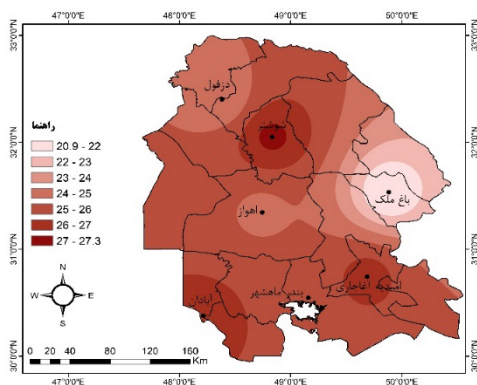 47°0'0"E 48°0'0"E 49°0'0"E 50°0'0"E
33°0'0"N
32°0'0"N
31°0'0"N
30°0'0"N
33°0'0"N
32°0'0"N
31°0'0"N
30°0'0"N
دزفول
شوشتر
باغ ملک
اهواز
امیدیه آغاجاری
بندر ماهشهر
آبادان
راهنما
20.9 - 22
22 - 23
23 - 24
24 - 25
25 - 26
26 - 27
27 - 27.3
N
W E
S
0 20 40 80 120 160
Km
47°0'0"E 48°0'0"E 49°0'0"E 50°0'0"E